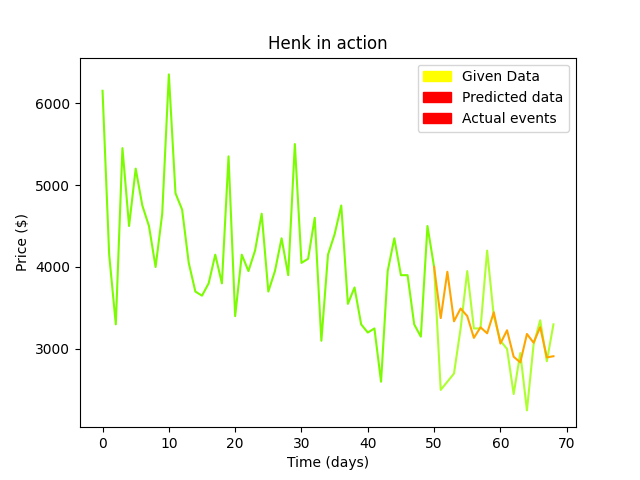 Henk in action
Given Data
Predicted data
Actual events
Price ($)
6000
5000
4000
3000
0 10 20 30 40 50 60 70
Time (days)